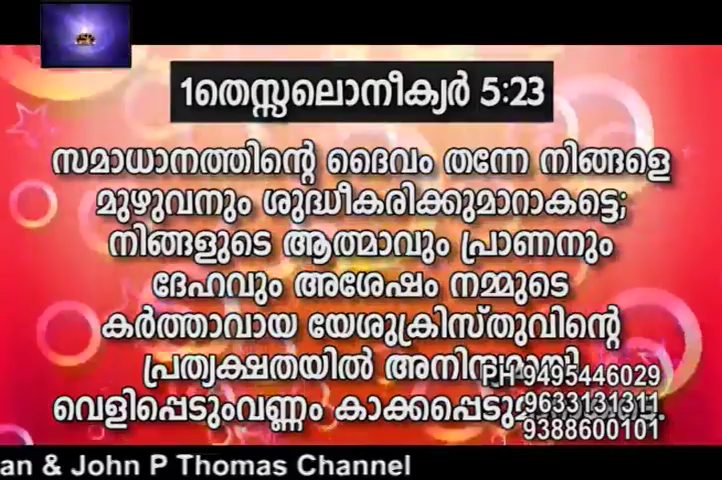 1തെസ്സലൊനീക്യർ 5:23
സമാധാനത്തിന്റെ ദൈവം തന്നേ നിങ്ങളെ
മുഴുവനും ശുദ്ധീകരിക്കുമാറാകട്ടെ;
നിങ്ങളുടെ ആത്മാവും പ്രാണനും
ദേഹവും അശേഷം നമ്മുടെ
കർത്താവായ യേശുക്രിസ്തുവിന്റെ
പ്രത്യക്ഷതയിൽ
PH 9495446029
വെളിപ്പെടുംവണ്ണം
9633131311
9388600101
an & John P Thomas Channel